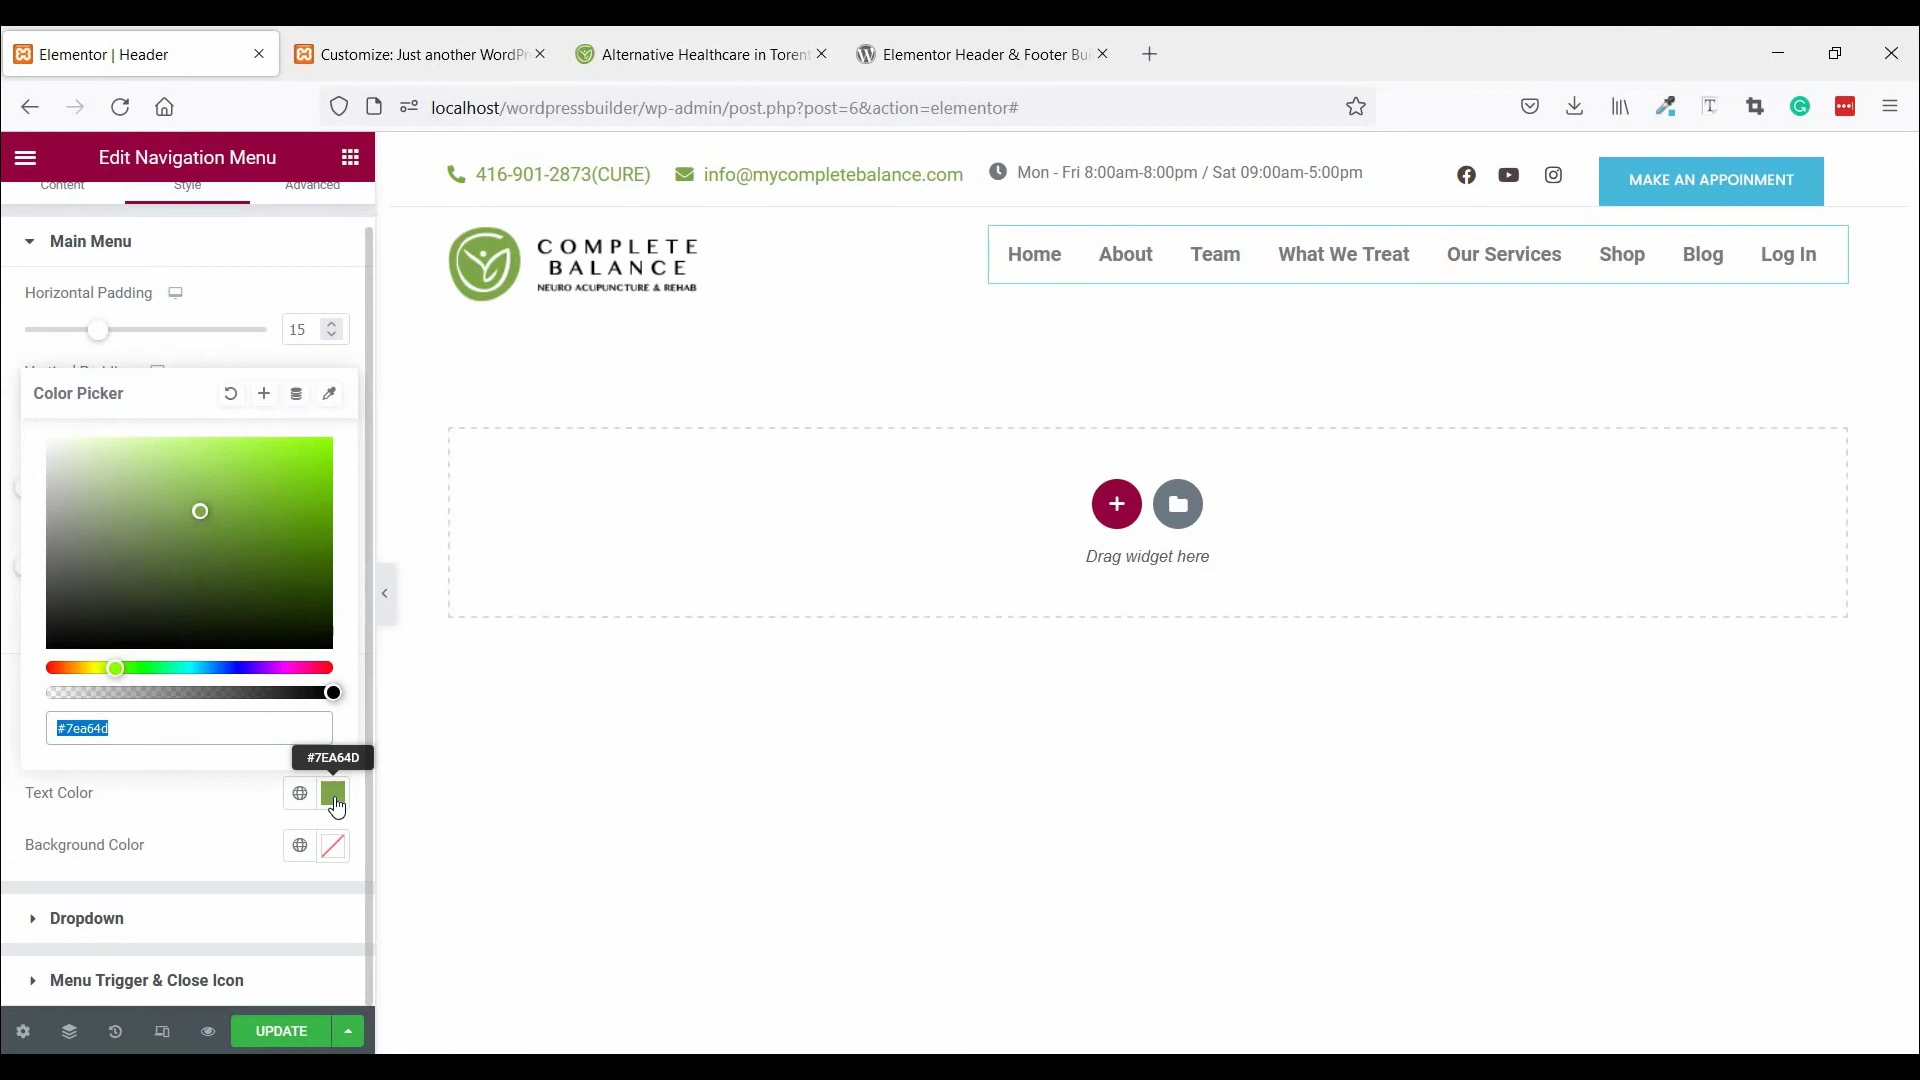 Elementor | Header
Customize: Just another WordPr
Alternative Healthcare in Torent
Elementor Header & Footer Bui
localhost/wordpressbuilder/wp-admin/post.php?post=6&action=elementor#
Edit Navigation Menu
Content Style Advanced
Main Menu
Horizontal Padding
15
Color Picker
#7ea64d
#7EA64D
Text Color
Background Color
Dropdown
Menu Trigger & Close Icon
UPDATE
416-901-2873(CURE) info@mycompletebalance.com Mon - Fri 8:00am-8:00pm / Sat 09:00am-5:00pm MAKE AN APPOINMENT
COMPLETE
BALANCE
NEURO ACUPUNCTURE & REHAB
Home About Team What We Treat Our Services Shop Blog Log In
Drag widget here